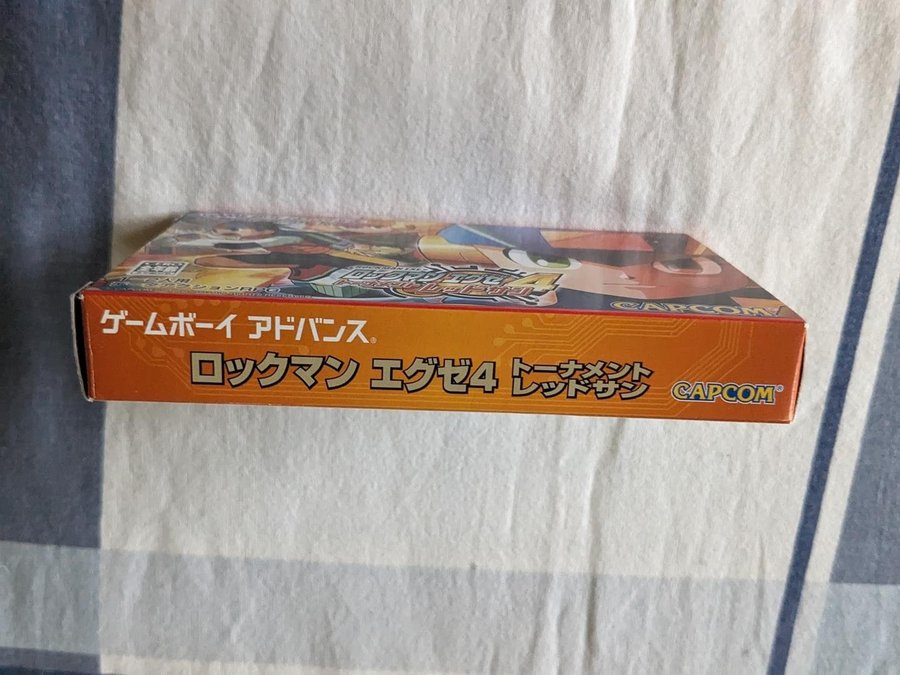 CAPCOM
ゲームボーイ アドバンス®
ロックマン エグゼ4 トーナメント
レッドサン
CAPCOM®